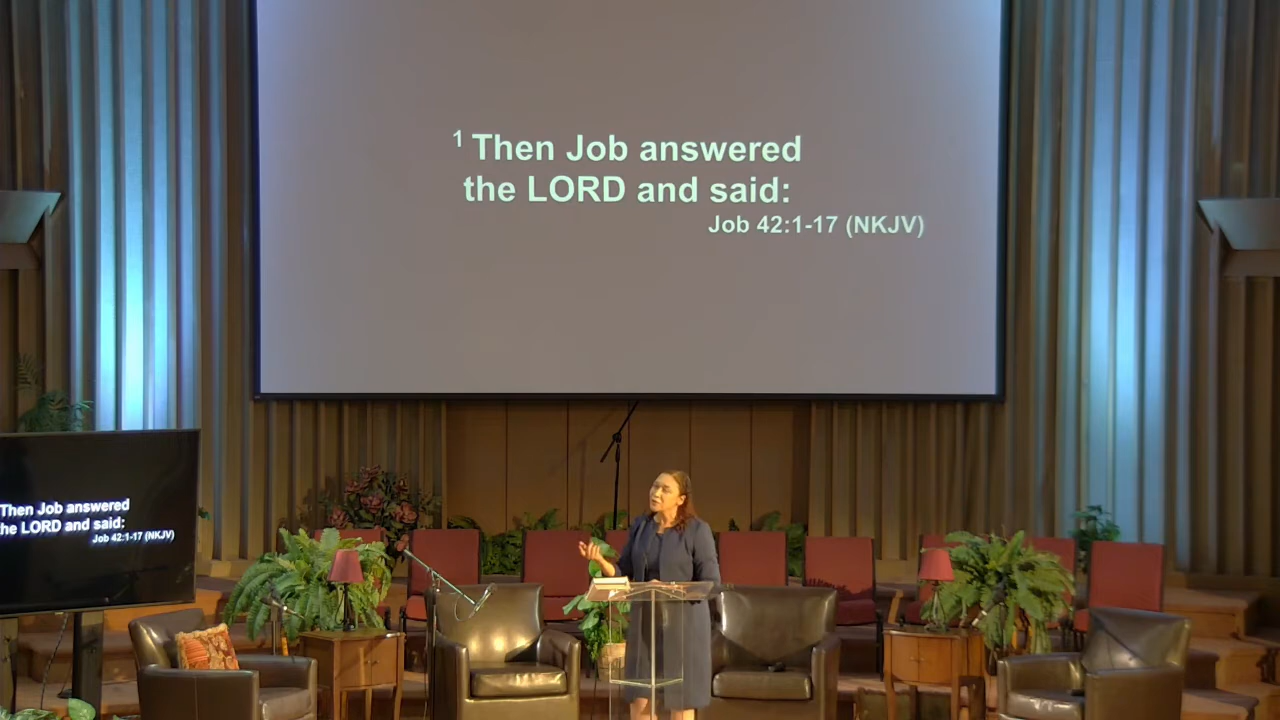 1 Then Job answered
the LORD and said:
Job 42:1-17 (NKJV)
Then Job answered
he LORD and said:
Job 42:1-17 (NKJV)